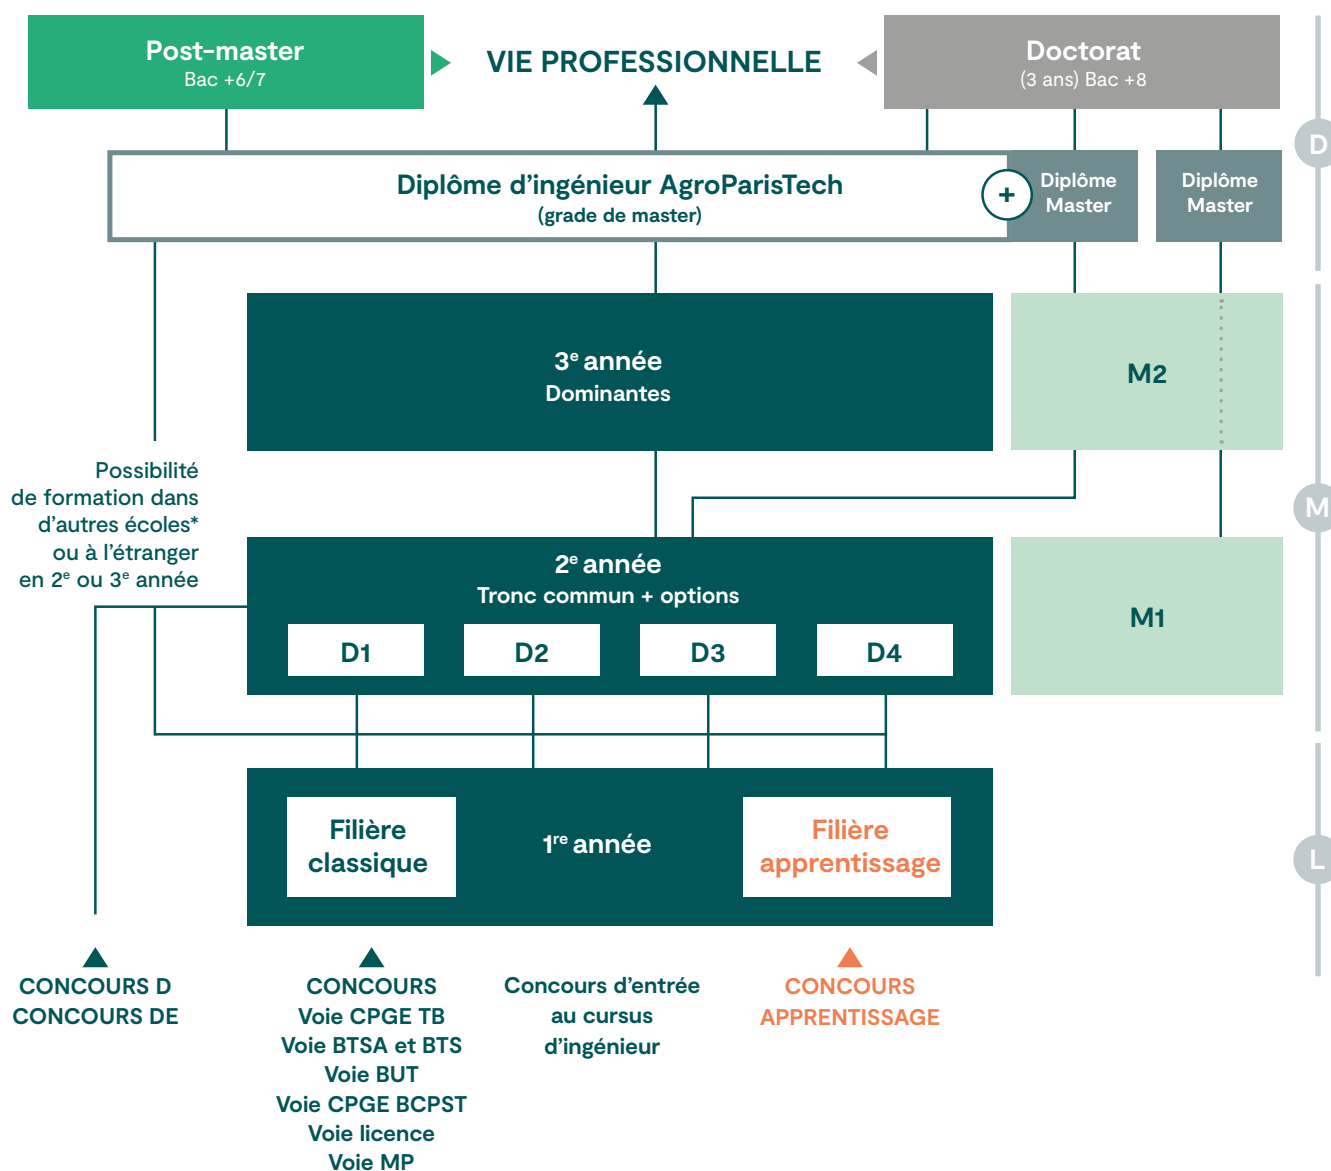 Post-master
Bac +6/7
VIE PROFESSIONNELLE
Doctorat
(3 ans) Bac +8
D
Diplôme d'ingénieur AgroParisTech
(grade de master)
+
Diplôme
Master
Diplôme
Master
3e année
Dominantes
M2
Possibilité
de formation dans
d'autres écoles*
ou à l'étranger
en 2e ou 3e année
M
2e année
Tronc commun + options
D1
D2
D3
D4
M1
Filière
classique
1re année
Filière
apprentissage
L
CONCOURS D
CONCOURS DE
CONCOURS
Voie CPGE TB
Voie BTSA et BTS
Voie BUT
Voie CPGE BCPST
Voie licence
Voie MP
Concours d'entrée
au cursus
d'ingénieur
CONCOURS
APPRENTISSAGE